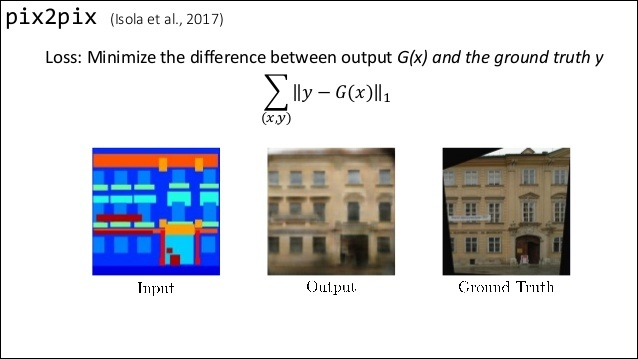 pix2pix (Isola et al., 2017)
Loss: Minimize the difference between output G(x) and the ground truth y
∑(x,y) ‖y − G(x)‖₁
Input Output Ground Truth